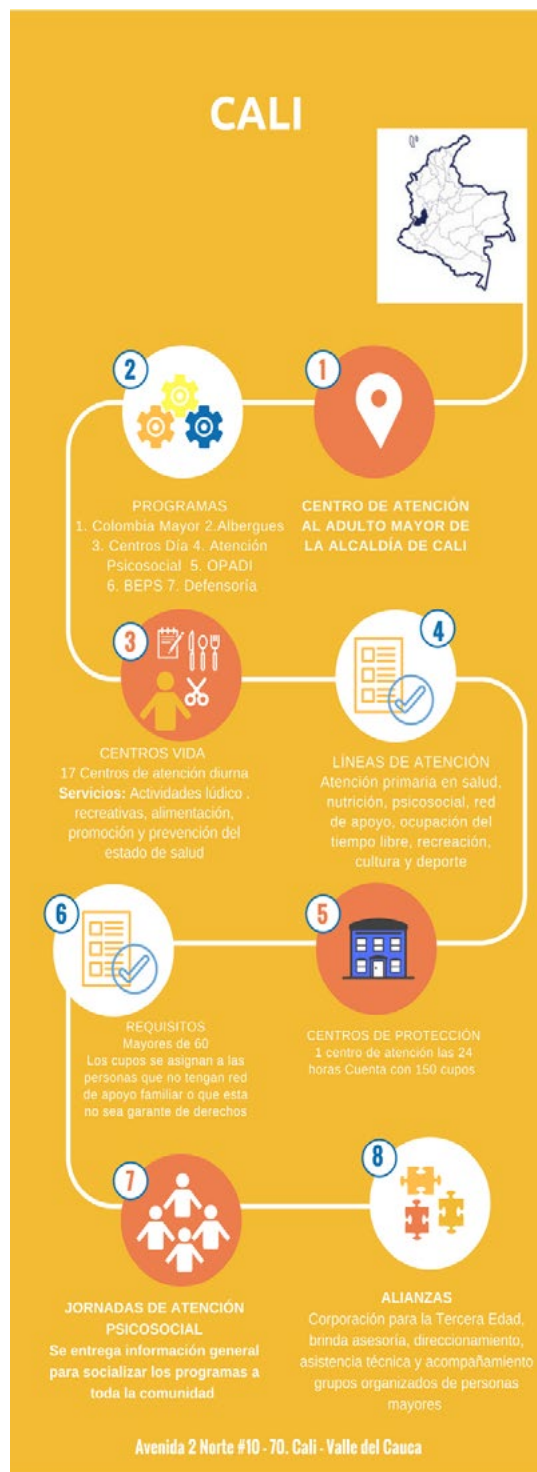 CALI
1
CENTRO DE ATENCIÓN
AL ADULTO MAYOR DE
LA ALCALDÍA DE CALI
2
PROGRAMAS
1. Colombia Mayor 2.Albergues
3. Centros Día 4. Atención
Psicosocial 5. OPADI
6. BEPS 7. Defensoría
3
CENTROS VIDA
17 Centros de atención diurna
Servicios: Actividades lúdico .
recreativas, alimentación,
promoción y prevención del
estado de salud
4
LÍNEAS DE ATENCIÓN
Atención primaria en salud,
nutrición, psicosocial, red
de apoyo, ocupación del
tiempo libre, recreación,
cultura y deporte
5
CENTROS DE PROTECCIÓN
1 centro de atención las 24
horas Cuenta con 150 cupos
6
REQUISITOS
Mayores de 60
Los cupos se asignan a las
personas que no tengan red
de apoyo familiar o que esta
no sea garante de derechos
7
JORNADAS DE ATENCIÓN
PSICOSOCIAL
Se entrega información general
para socializar los programas a
toda la comunidad
8
ALIANZAS
Corporación para la Tercera Edad,
brinda asesoría, direccionamiento,
asistencia técnica y acompañamiento
grupos organizados de personas
mayores
Avenida 2 Norte #10 - 70. Cali - Valle del Cauca